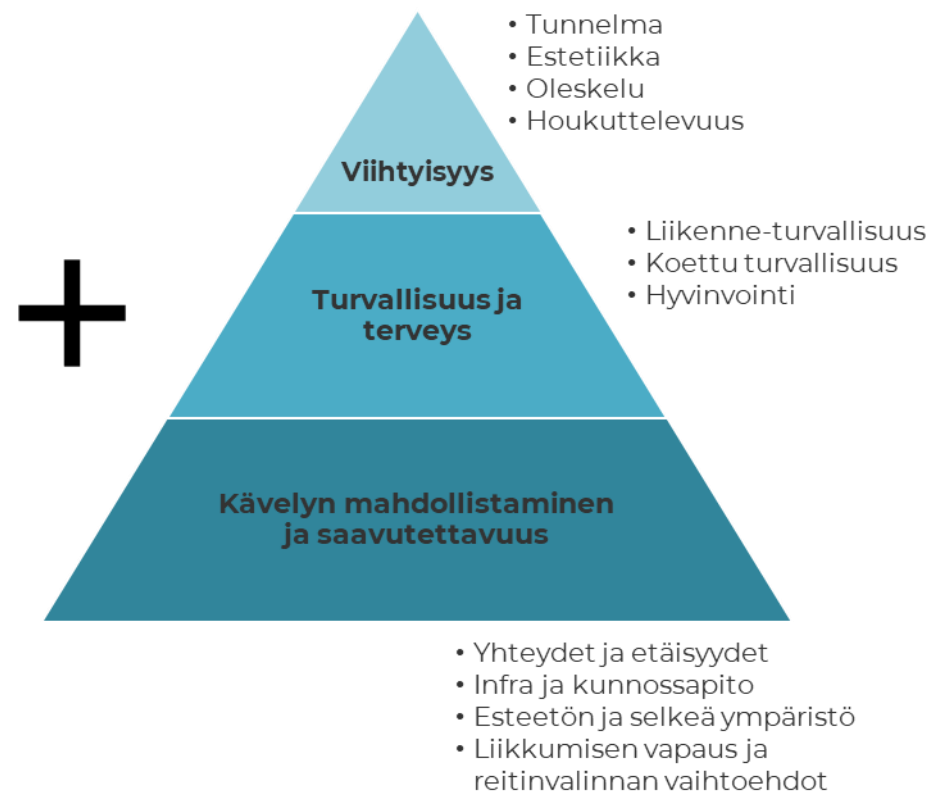 • Tunnelma
• Estetiikka
• Oleskelu
• Houkuttelevuus
Viihtyisyys
• Liikenne-turvallisuus
• Koettu turvallisuus
• Hyvinvointi
Turvallisuus ja
terveys
Kävelyn mahdollistaminen
ja saavutettavuus
• Yhteydet ja etäisyydet
• Infra ja kunnossapito
• Esteetön ja selkeä ympäristö
• Liikkumisen vapaus ja
reitinvalinnan vaihtoehdot